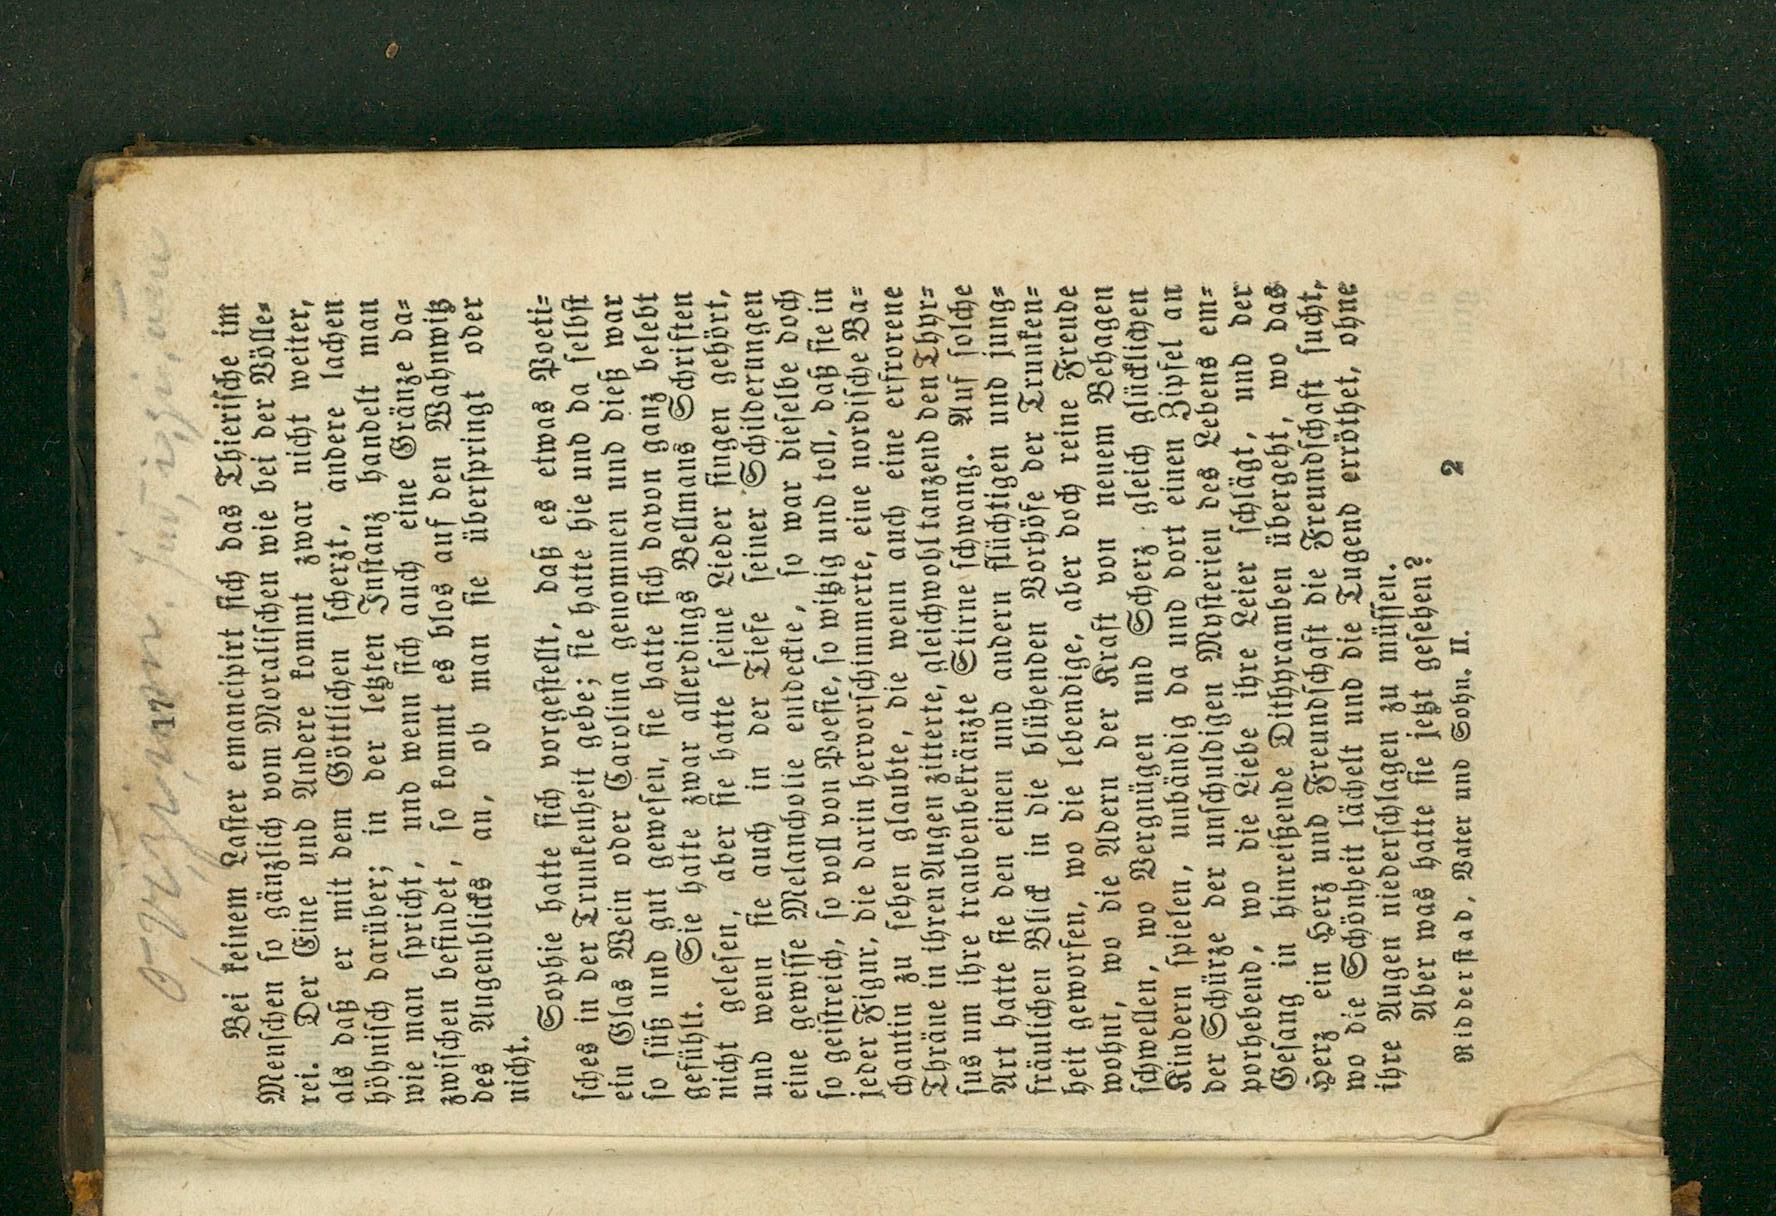 17
Bei keinem Laster emancipirt sich das Thierische im
Menschen so gänzlich vom Moralischen wie bei der Völle-
rei. Der Eine und Andere kommt zwar nicht weiter,
als daß er mit dem Göttlichen scherzt, andere lachen
höhnisch darüber; in der letzten Instanz handelt man
wie man spricht, und wenn sich auch eine Gränze da-
zwischen befindet, so kommt es blos auf den Wahnwitz
des Augenblicks an, ob man sie überspringt oder
nicht.
Sophie hatte sich vorgestellt, daß es etwas Poeti-
sches in der Trunkenheit gebe; sie hatte hie und da selbst
ein Glas Wein oder Carolina genommen und dieß war
so süß und gut gewesen, sie hatte sich davon ganz belebt
gefühlt. Sie hatte zwar allerdings Bellmans Schriften
nicht gelesen, aber sie hatte seine Lieder singen gehört,
und wenn sie auch in der Tiefe seiner Schilderungen
eine gewisse Melancholie entdeckte, so war dieselbe doch
so geistreich, so voll von Poesie, so witzig und toll, daß sie in
jeder Figur, die darin hervorschimmerte, eine nordische Ba-
chantin zu sehen glaubte, die wenn auch eine erfrorene
Thräne in ihren Augen zitterte, gleichwohl tanzend den Thyr-
sus um ihre traubenbekränzte Stirne schwang. Auf solche
Art hatte sie den einen und andern flüchtigen und jung-
fräulichen Blick in die blühenden Vorhöfe der Trunken-
heit geworfen, wo die lebendige, aber doch reine Freude
wohnt, wo die Adern der Kraft von neuem Behagen
schwellen, wo Vergnügen und Scherz gleich glücklichen
Kindern spielen, unbändig da und dort einen Zipfel an
der Schürze der unschuldigen Mysterien des Lebens em-
porhebend, wo die Liebe ihre Leier schlägt, und der
Gesang in hinreißende Dithyramben übergeht, wo das
Herz ein Herz und Freundschaft die Freundschaft sucht,
wo die Schönheit lächelt und die Tugend erröthet, ohne
ihre Augen niederschlagen zu müssen.
Aber was hatte sie jetzt gesehen?
Ridderstad, Vater und Sohn. II. 2